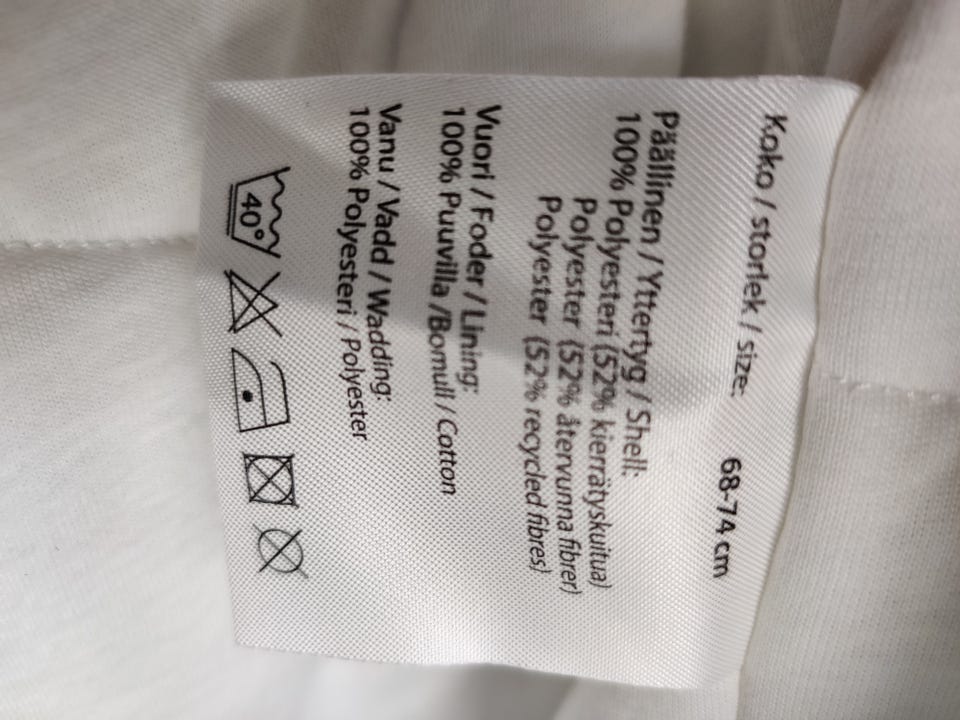 Koko / storlek / size: 68-74 cm
Päällinen / Yttertyg / Shell:
100% Polyesteri (52% kierrätyskuitua)
Polyester (52% återvunna fibrer)
Polyester (52% recycled fibres)
Vuori / Foder / Lining:
100% Puuvilla /Bomull / Cotton
Vanu / Vadd / Wadding:
100% Polyesteri / Polyester
40°